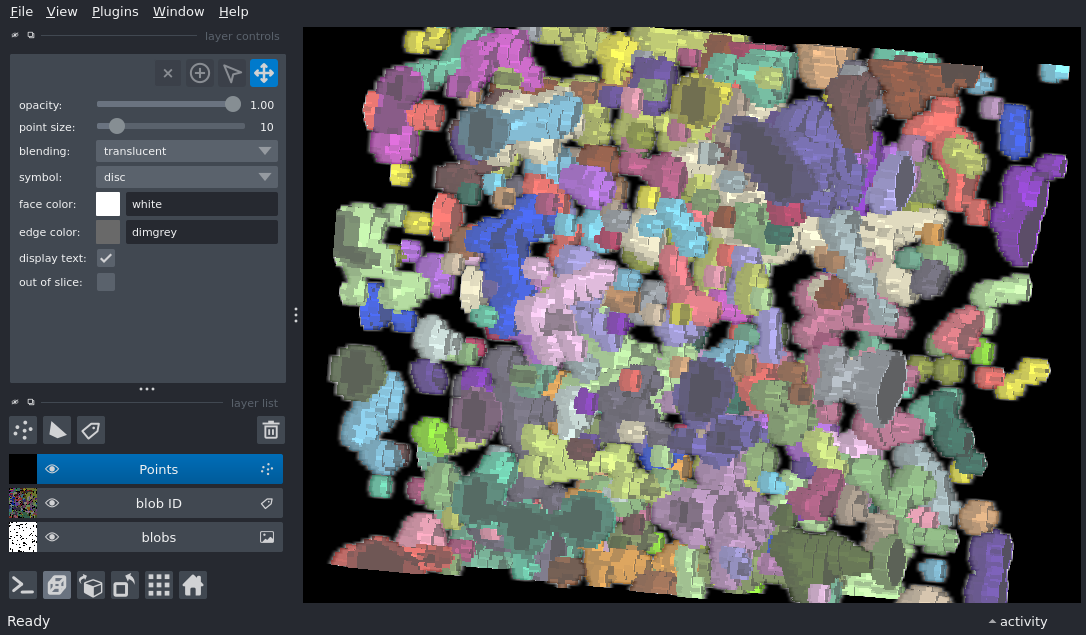 File View Plugins Window Help
layer controls
opacity: 1.00
point size: 10
blending: translucent
symbol: disc
face color: white
edge color: dimgrey
display text:
out of slice:
layer list
Points
blob ID
blobs
Ready
activity